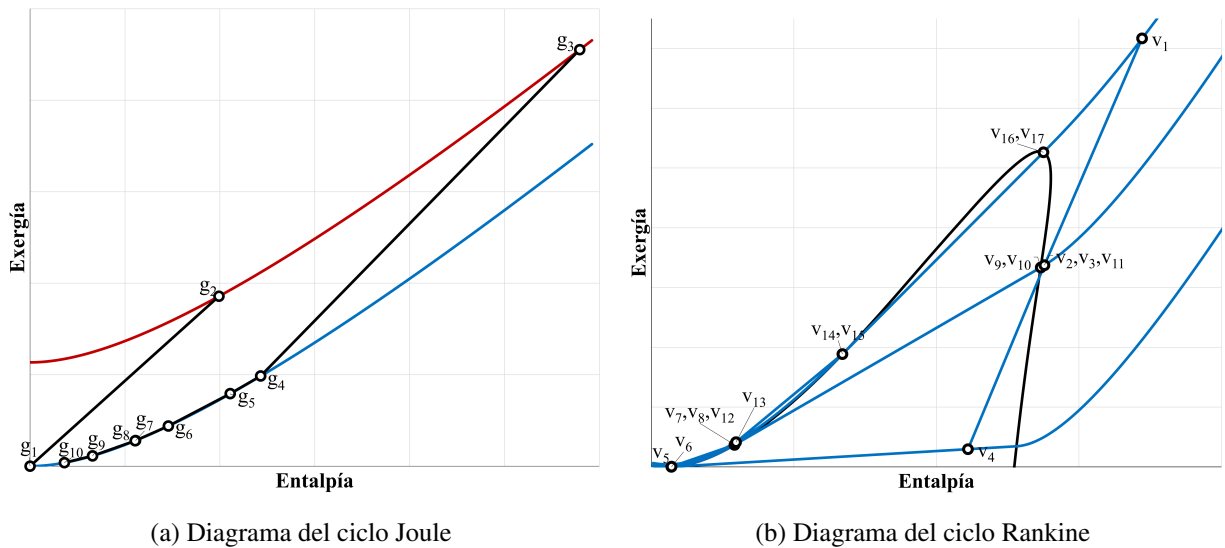 Exergía
g3
g2
g4
g5
g6
g7
g8
g9
g10
g1
Entalpía
(a) Diagrama del ciclo Joule
Exergía
v1
v16,v17
v9,v10
v2,v3,v11
v14,v15
v13
v7,v8,v12
v6
v5
v4
Entalpía
(b) Diagrama del ciclo Rankine